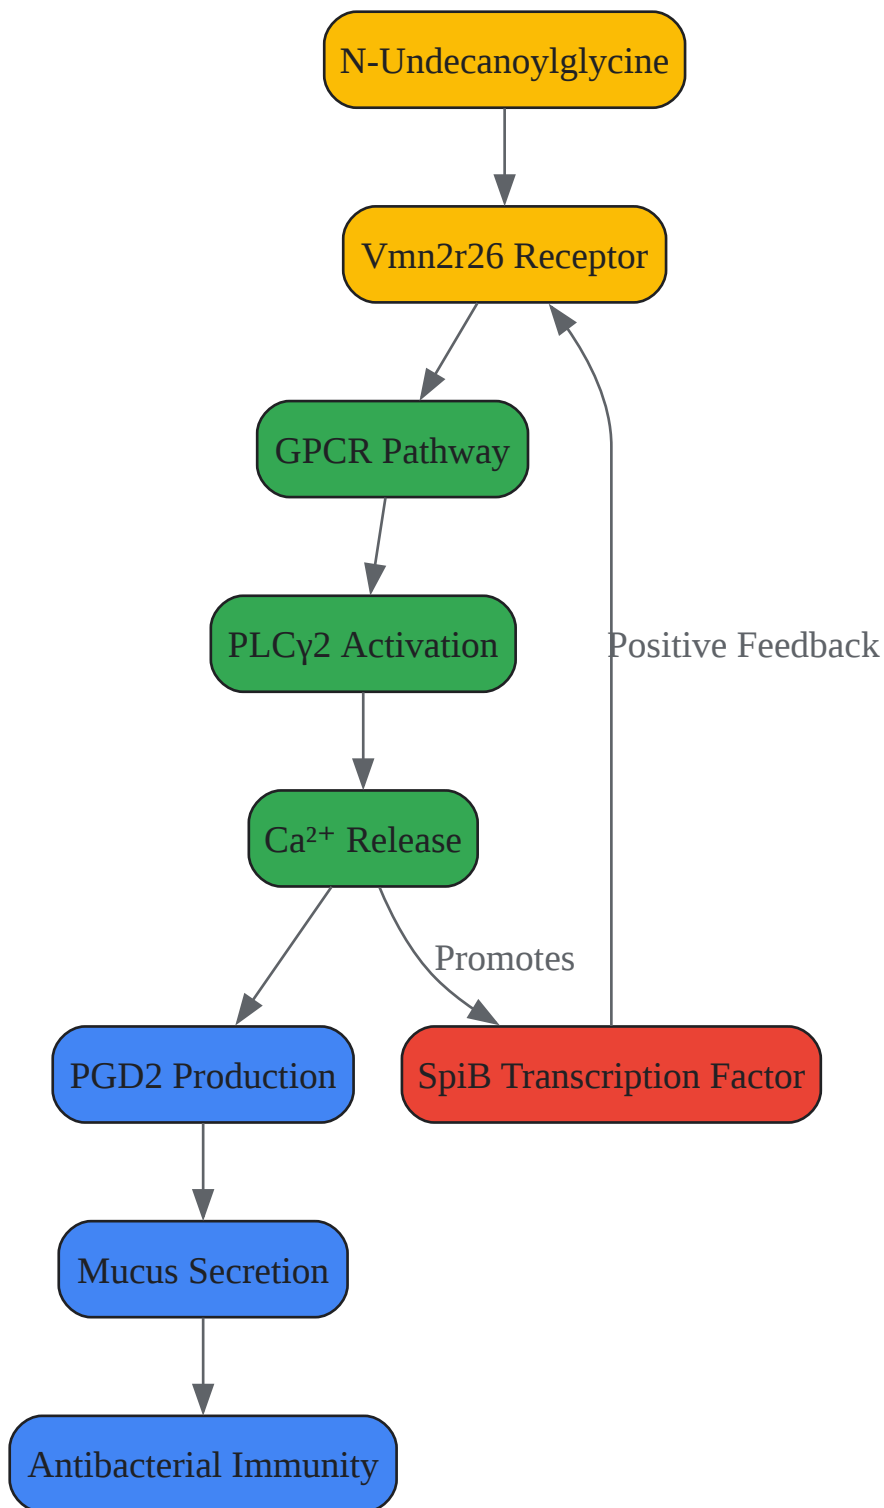 N-Undecanoylglycine
Vmn2r26 Receptor
GPCR Pathway
PLCγ2 Activation
Positive Feedback
Ca²⁺ Release
Promotes
PGD2 Production
SpiB Transcription Factor
Mucus Secretion
Antibacterial Immunity